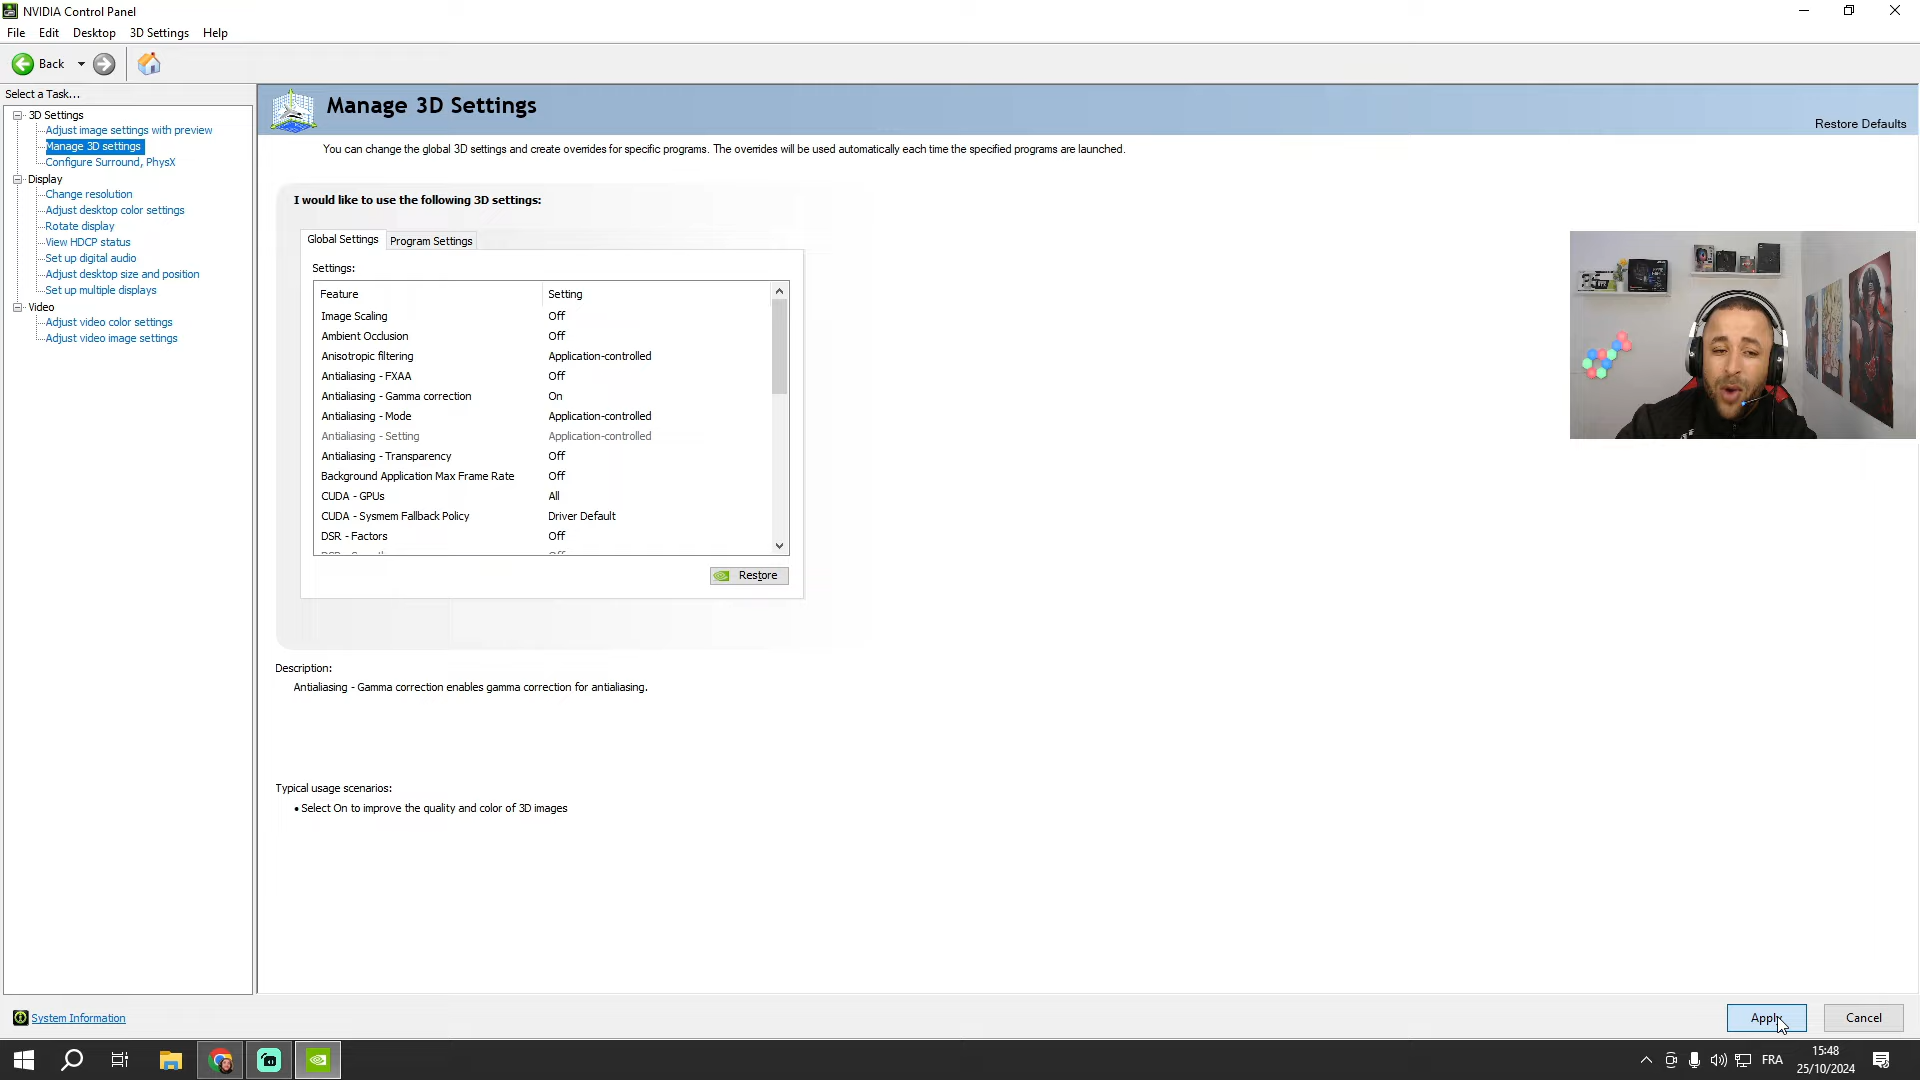 NVIDIA Control Panel
File Edit Desktop 3D Settings Help
Back
Select a Task...
3D Settings
Adjust image settings with preview
Manage 3D settings
Configure Surround, PhysX
Display
Change resolution
Adjust desktop color settings
Rotate display
View HDCP status
Set up digital audio
Adjust desktop size and position
Set up multiple displays
Video
Adjust video color settings
Adjust video image settings
Manage 3D Settings
Restore Defaults
You can change the global 3D settings and create overrides for specific programs. The overrides will be used automatically each time the specified programs are launched.
I would like to use the following 3D settings:
Global Settings Program Settings
Settings:
Feature Setting
Image Scaling Off
Ambient Occlusion Off
Anisotropic filtering Application-controlled
Antialiasing - FXAA Off
Antialiasing - Gamma correction On
Antialiasing - Mode Application-controlled
Antialiasing - Setting Application-controlled
Antialiasing - Transparency Off
Background Application Max Frame Rate Off
CUDA - GPUs All
CUDA - Sysmem Fallback Policy Driver Default
DSR - Factors Off
Restore
Description:
Antialiasing - Gamma correction enables gamma correction for antialiasing.
Typical usage scenarios:
• Select On to improve the quality and color of 3D images
System Information
Apply Cancel
FRA
15:48
25/10/2024